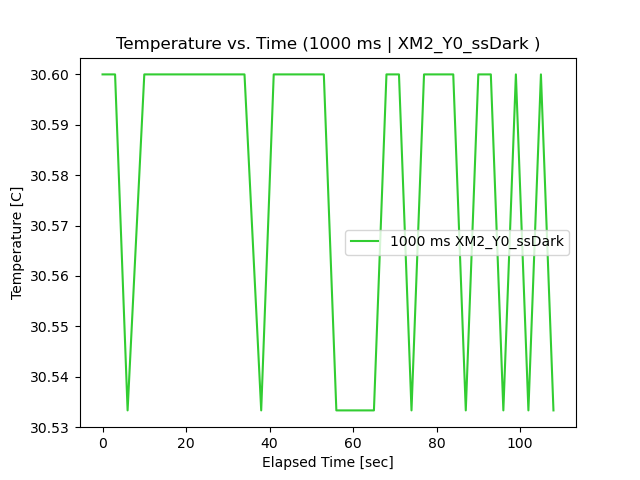 Temperature vs. Time (1000 ms | XM2_Y0_ssDark )
30.60
30.59
30.58
30.57
30.56
30.55
30.54
30.53
Temperature [C]
1000 ms XM2_Y0_ssDark
0 20 40 60 80 100
Elapsed Time [sec]